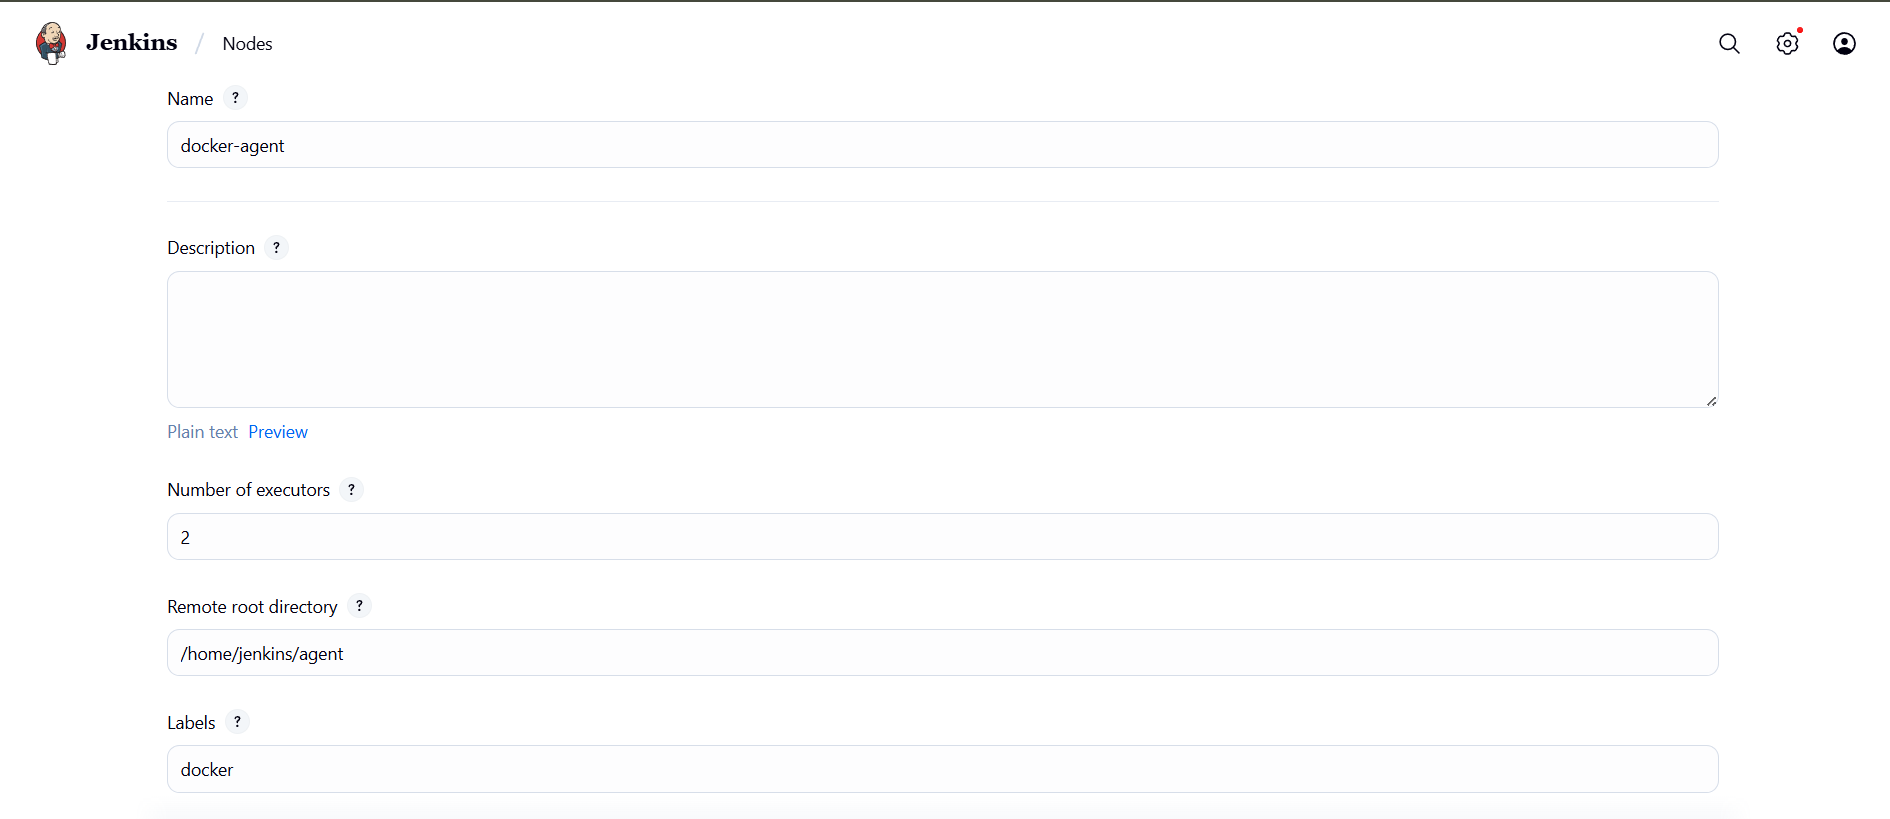 Jenkins / Nodes
Name ?
docker-agent
Description ?
Plain text Preview
Number of executors ?
2
Remote root directory ?
/home/jenkins/agent
Labels ?
docker